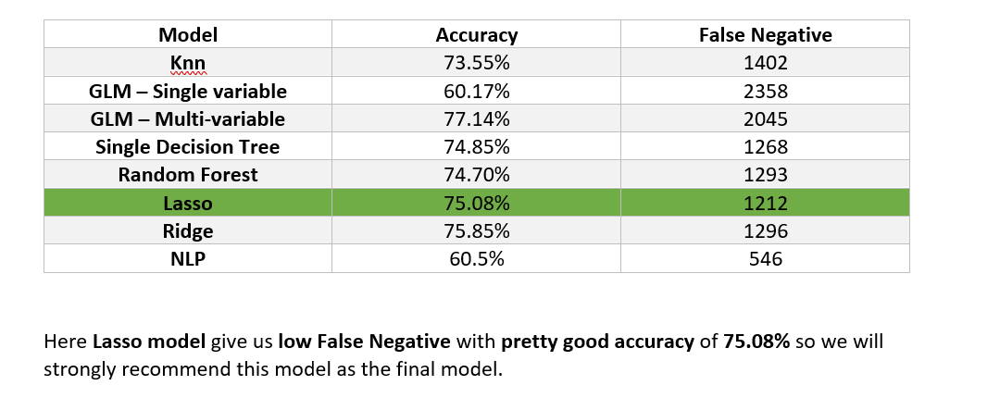 Model Accuracy False Negative
Knn 73.55% 1402
GLM – Single variable 60.17% 2358
GLM – Multi-variable 77.14% 2045
Single Decision Tree 74.85% 1268
Random Forest 74.70% 1293
Lasso 75.08% 1212
Ridge 75.85% 1296
NLP 60.5% 546
Here Lasso model give us low False Negative with pretty good accuracy of 75.08% so we will
strongly recommend this model as the final model.